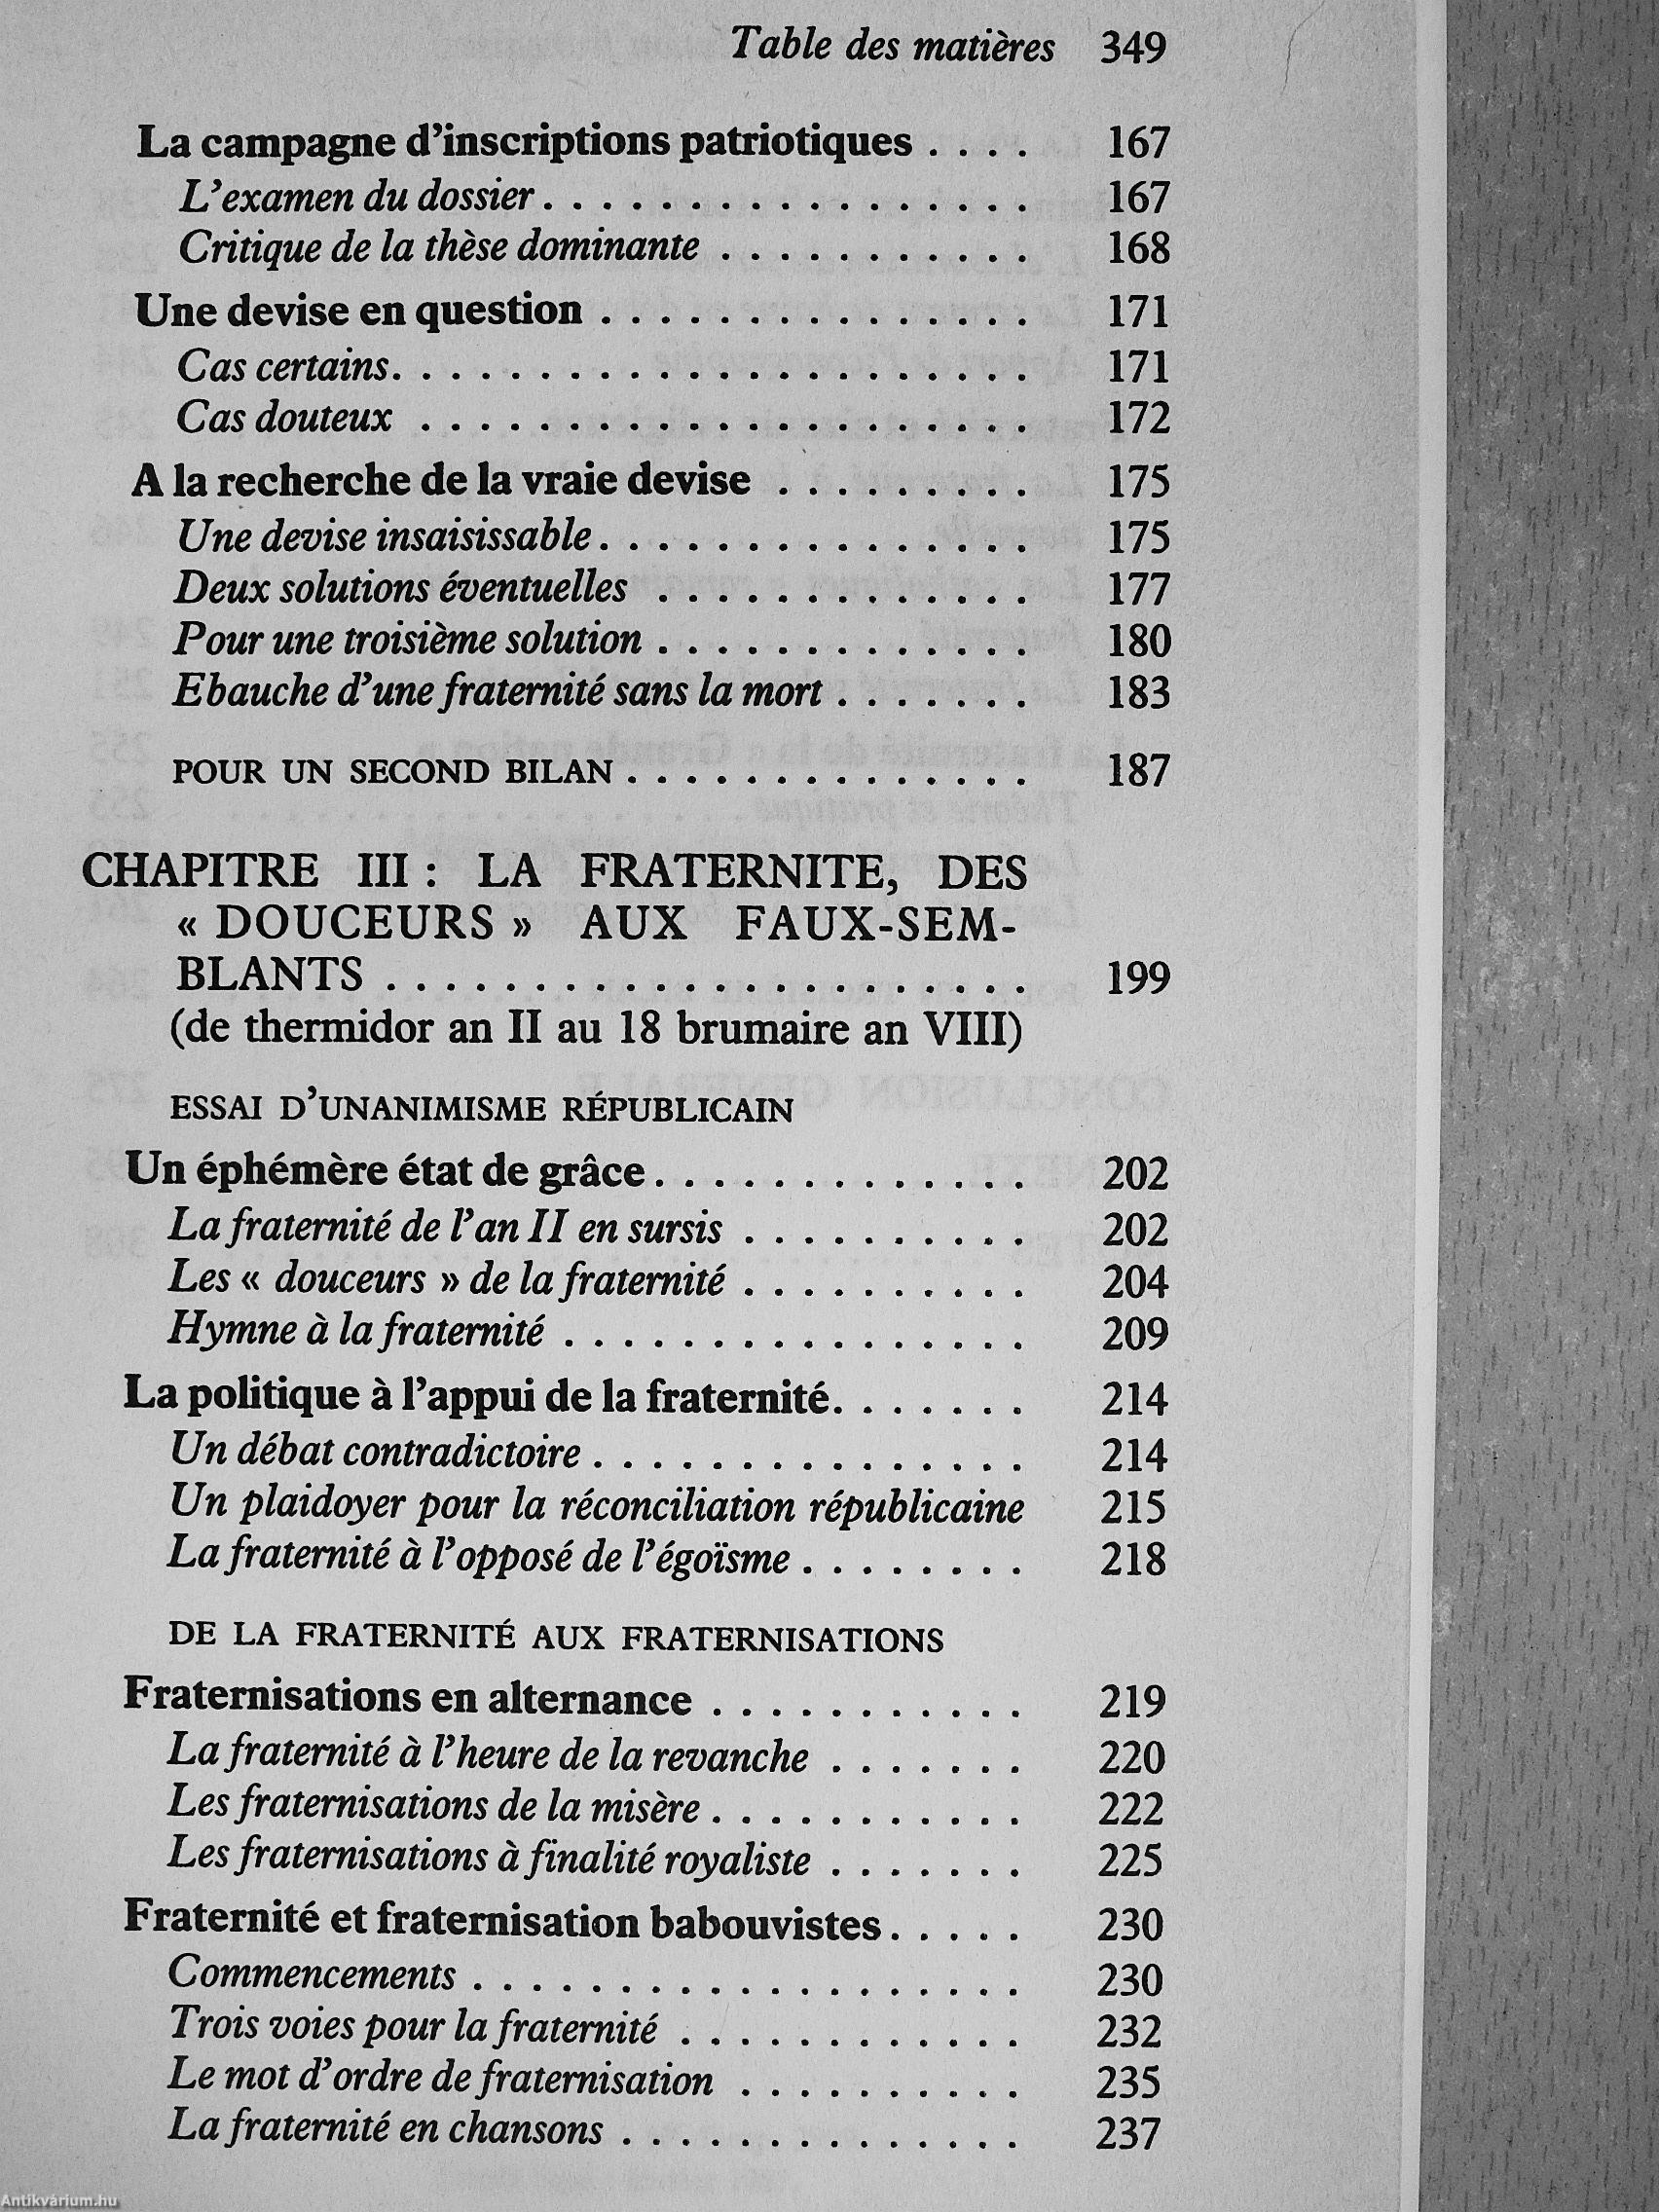 Table des matières 349
La campagne d'inscriptions patriotiques . . . . 167
L'examen du dossier. . . . . . . . . . . . . . . . . 167
Critique de la thèse dominante . . . . . . . . . . . 168
Une devise en question . . . . . . . . . . . . . . . 171
Cas certains. . . . . . . . . . . . . . . . . . . . . . 171
Cas douteux . . . . . . . . . . . . . . . . . . . . . 172
A la recherche de la vraie devise . . . . . . . . . 175
Une devise insaisissable. . . . . . . . . . . . . . . 175
Deux solutions éventuelles . . . . . . . . . . . . . 177
Pour une troisième solution . . . . . . . . . . . . . 180
Ebauche d'une fraternité sans la mort . . . . . . . 183
POUR UN SECOND BILAN . . . . . . . . . . . . . . 187
CHAPITRE III : LA FRATERNITE, DES
« DOUCEURS » AUX FAUX-SEM-
BLANTS . . . . . . . . . . . . . . . . . . . . . . 199
(de thermidor an II au 18 brumaire an VIII)
ESSAI D'UNANIMISME RÉPUBLICAIN
Un éphémère état de grâce. . . . . . . . . . . . . 202
La fraternité de l'an II en sursis . . . . . . . . . . 202
Les « douceurs » de la fraternité . . . . . . . . . . 204
Hymne à la fraternité . . . . . . . . . . . . . . . . 209
La politique à l'appui de la fraternité. . . . . . . 214
Un débat contradictoire . . . . . . . . . . . . . . . 214
Un plaidoyer pour la réconciliation républicaine 215
La fraternité à l'opposé de l'égoïsme . . . . . . . . 218
DE LA FRATERNITÉ AUX FRATERNISATIONS
Fraternisations en alternance . . . . . . . . . . . 219
La fraternité à l'heure de la revanche . . . . . . . 220
Les fraternisations de la misère . . . . . . . . . . . 222
Les fraternisations à finalité royaliste . . . . . . . 225
Fraternité et fraternisation babouvistes . . . . . 230
Commencements . . . . . . . . . . . . . . . . . . . 230
Trois voies pour la fraternité . . . . . . . . . . . . 232
Le mot d'ordre de fraternisation . . . . . . . . . . 235
La fraternité en chansons . . . . . . . . . . . . . . 237
Antikvárium.hu